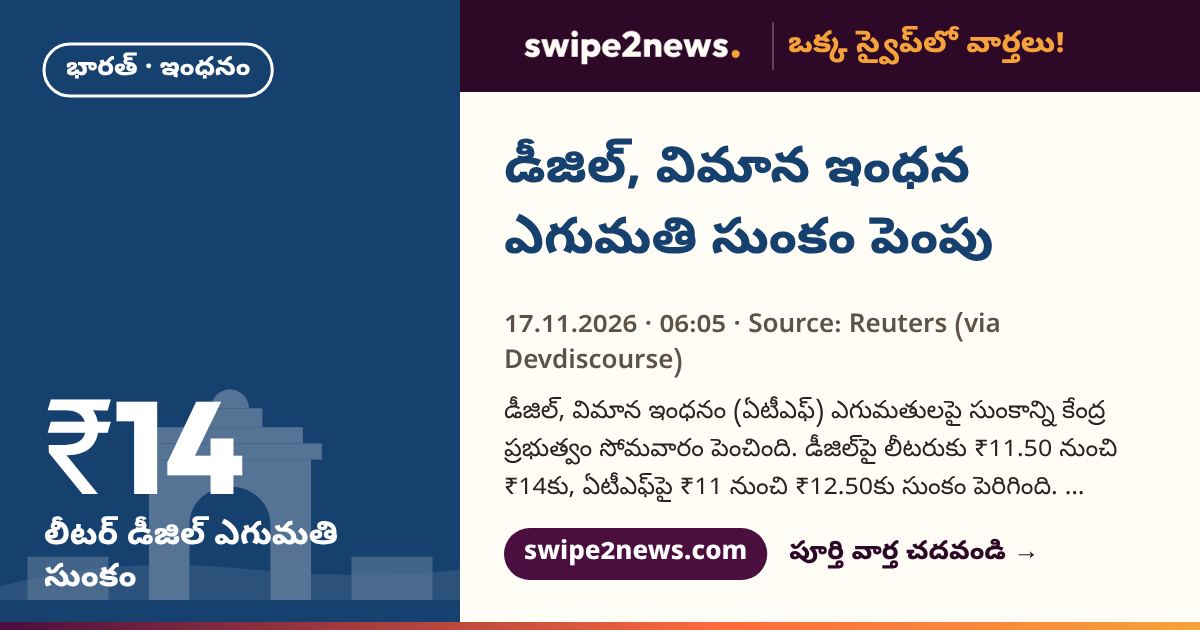 భారత్ · ఇంధనం
₹14
లీటర్ డీజిల్ ఎగుమతి
సుంకం
swipe2news.
ఒక్క స్వైప్‌లో వార్తలు!
డీజిల్, విమాన ఇంధన
ఎగుమతి సుంకం పెంపు
17.11.2026 · 06:05 · Source: Reuters (via
Devdiscourse)
డీజిల్, విమాన ఇంధనం (ఏటీఎఫ్) ఎగుమతులపై సుంకాన్ని కేంద్ర
ప్రభుత్వం సోమవారం పెంచింది. డీజిల్‌పై లీటరుకు ₹11.50 నుంచి
₹14కు, ఏటీఎఫ్‌పై ₹11 నుంచి ₹12.50కు సుంకం పెరిగింది. ...
swipe2news.com
పూర్తి వార్త చదవండి →